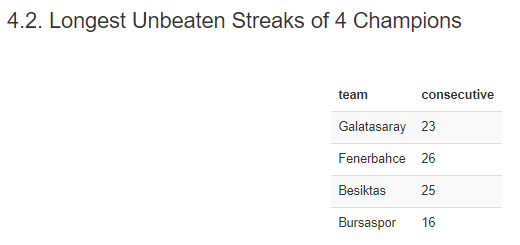 4.2. Longest Unbeaten Streaks of 4 Champions
team consecutive
Galatasaray 23
Fenerbahce 26
Besiktas 25
Bursaspor 16